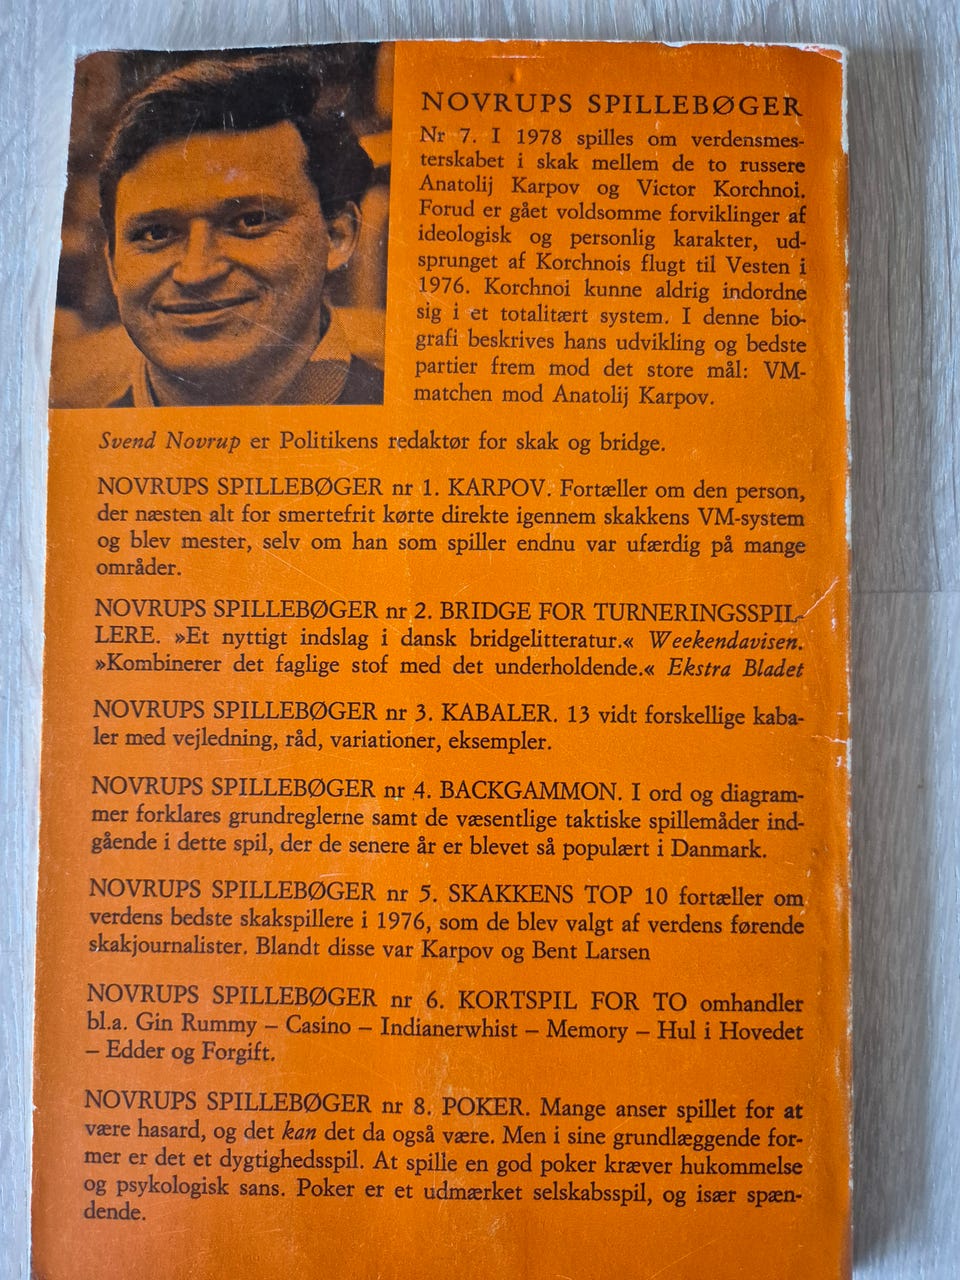 NOVRUPS SPILLEBØGER
Nr 7. I 1978 spilles om verdensmes-
terskabet i skak mellem de to russere
Anatolij Karpov og Victor Korchnoi.
Forud er gået voldsomme forviklinger af
ideologisk og personlig karakter, ud-
sprunget af Korchnois flugt til Vesten i
1976. Korchnoi kunne aldrig indordne
sig i et totalitært system. I denne bio-
grafi beskrives hans udvikling og bedste
partier frem mod det store mål: VM-
matchen mod Anatolij Karpov.
Svend Novrup er Politikens redaktør for skak og bridge.
NOVRUPS SPILLEBØGER nr 1. KARPOV. Fortæller om den person,
der næsten alt for smertefrit kørte direkte igennem skakkens VM-system
og blev mester, selv om han som spiller endnu var ufærdig på mange
områder.
NOVRUPS SPILLEBØGER nr 2. BRIDGE FOR TURNERINGSSPIL-
LERE. »Et nyttigt indslag i dansk bridgelitteratur.« Weekendavisen.
»Kombinerer det faglige stof med det underholdende.« Ekstra Bladet
NOVRUPS SPILLEBØGER nr 3. KABALER. 13 vidt forskellige kaba-
ler med vejledning, råd, variationer, eksempler.
NOVRUPS SPILLEBØGER nr 4. BACKGAMMON. I ord og diagram-
mer forklares grundreglerne samt de væsentlige taktiske spillemåder ind-
gående i dette spil, der de senere år er blevet så populært i Danmark.
NOVRUPS SPILLEBØGER nr 5. SKAKKENS TOP 10 fortæller om
verdens bedste skakspillere i 1976, som de blev valgt af verdens førende
skakjournalister. Blandt disse var Karpov og Bent Larsen
NOVRUPS SPILLEBØGER nr 6. KORTSPIL FOR TO omhandler
bl.a. Gin Rummy – Casino – Indianerwhist – Memory – Hul i Hovedet
– Edder og Forgift.
NOVRUPS SPILLEBØGER nr 8. POKER. Mange anser spillet for at
være hasard, og det kan det da også være. Men i sine grundlæggende for-
mer er det et dygtighedsspil. At spille en god poker kræver hukommelse
og psykologisk sans. Poker er et udmærket selskabsspil, og især spæn-
dende.